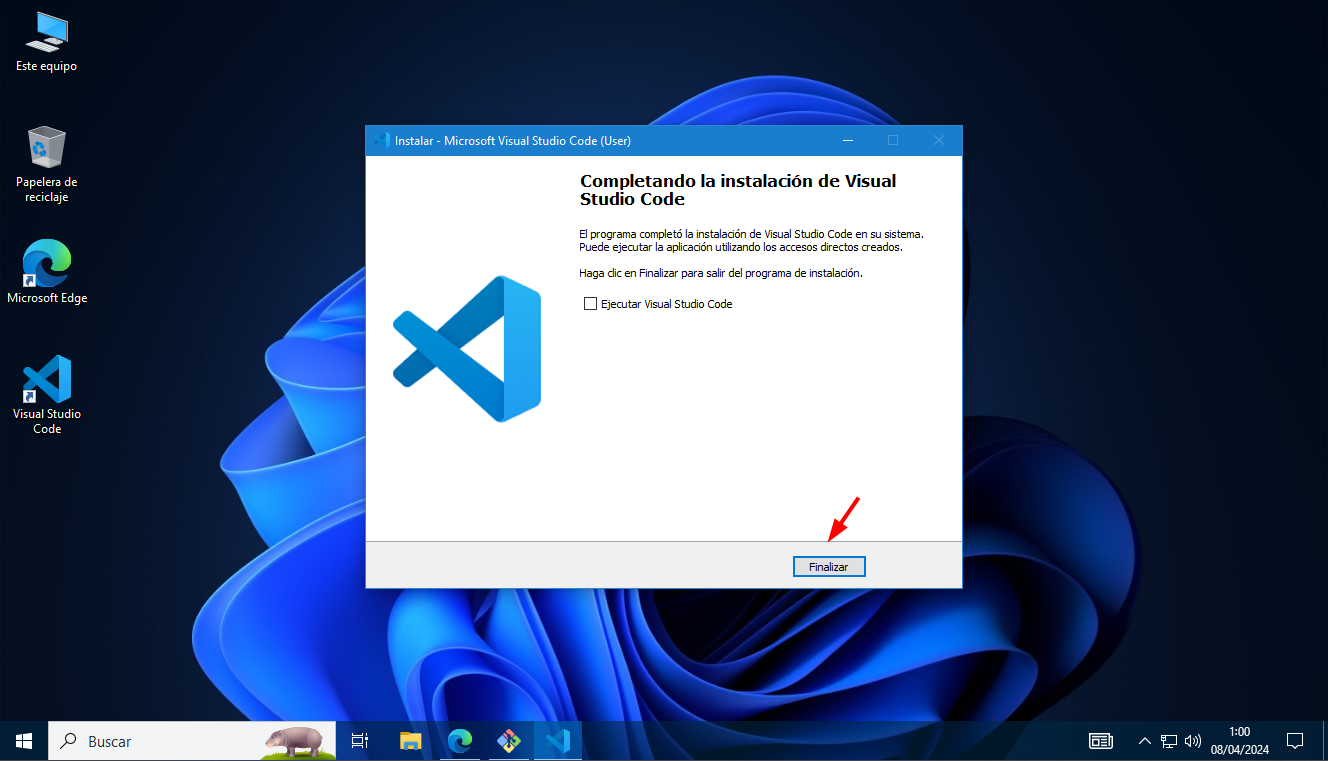 Este equipo
Papelera de
reciclaje
Microsoft Edge
Visual Studio
Code
Instalar - Microsoft Visual Studio Code (User)
Completando la instalación de Visual
Studio Code
El programa completó la instalación de Visual Studio Code en su sistema.
Puede ejecutar la aplicación utilizando los accesos directos creados.
Haga clic en Finalizar para salir del programa de instalación.
Ejecutar Visual Studio Code
Finalizar
Buscar
1:00
08/04/2024